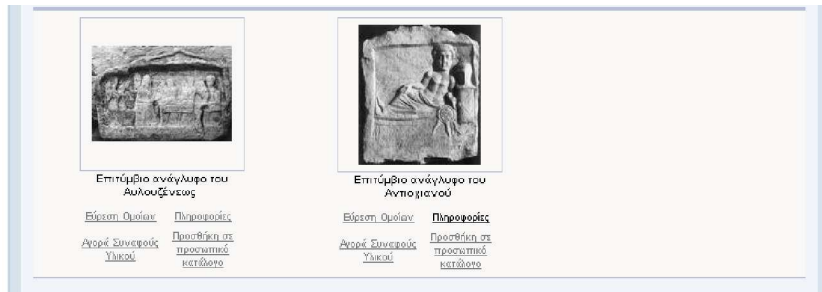 Επιτύμβιο ανάγλυφο του
Αυλουζένεως
Εύρεση Ομοίων Πληροφορίες
Αγορά Συναφούς
Υλικού
Προσθήκη σε
προσωπικό
κατάλογο
Επιτύμβιο ανάγλυφο του
Αντιοχιανού
Εύρεση Ομοίων Πληροφορίες
Αγορά Συναφούς
Υλικού
Προσθήκη σε
προσωπικό
κατάλογο